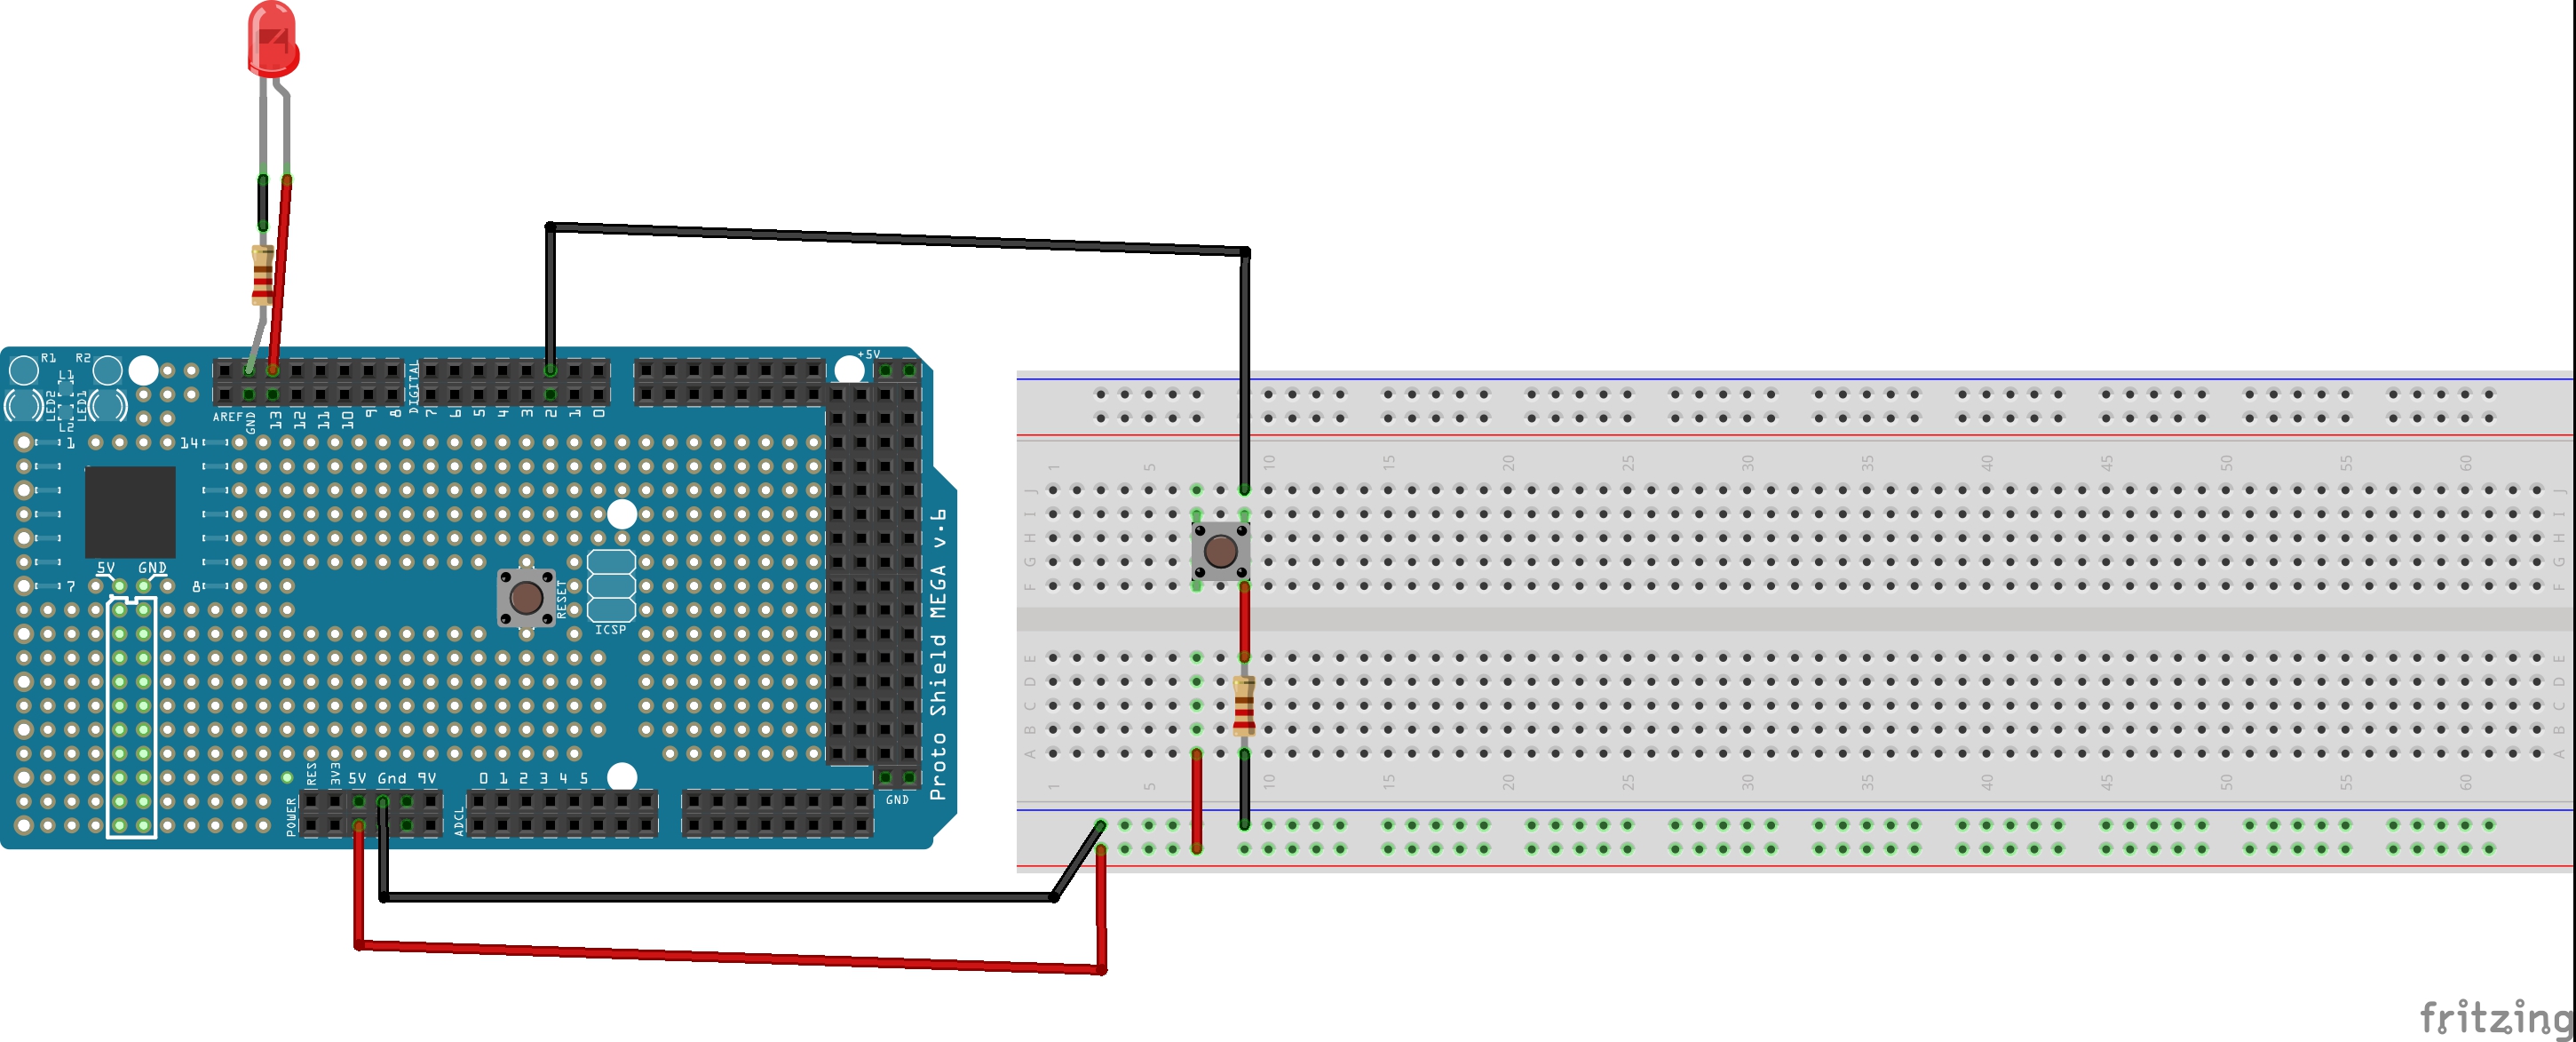 R1 R2
L1
LED2 LED1
L2
+5V
AREF GND 13 12 11 10 9 8 DIGITAL 7 6 5 4 3 2 1 0
1 14
5V GND
7 8
RESET
ICSP
Proto Shield MEGA v.6
RES 3V3 5V Gnd 9V 0 1 2 3 4 5
POWER ADCL GND
1 5 10 15 20 25 30 35 40 45 50 55 60
J J
I I
H H
G G
F F
E E
D D
C C
B B
A A
1 5 10 15 20 25 30 35 40 45 50 55 60
fritzing